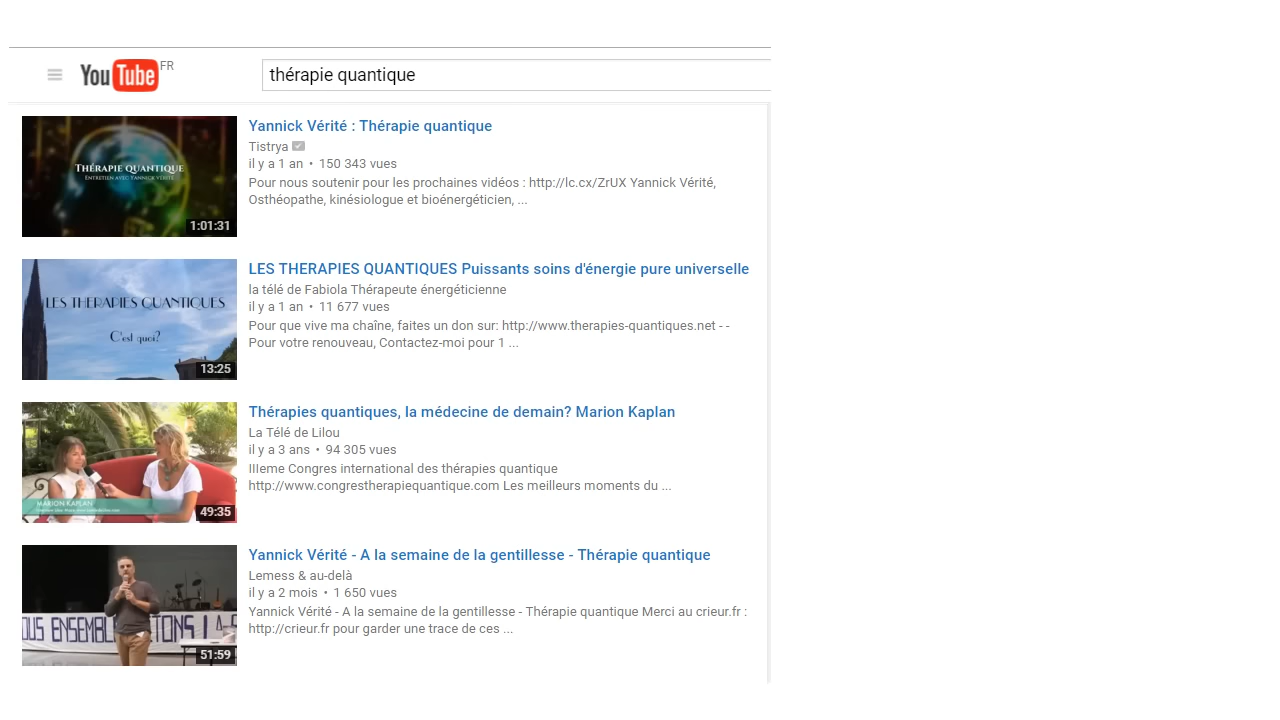 YouTube FR
thérapie quantique
THÉRAPIE QUANTIQUE
ENTRETIEN AVEC YANNICK VÉRITÉ
1:01:31
Yannick Vérité : Thérapie quantique
Tistrya
il y a 1 an • 150 343 vues
Pour nous soutenir pour les prochaines vidéos : http://lc.cx/ZrUX Yannick Vérité,
Osthéopathe, kinésiologue et bioénergéticien, ...
LES THERAPIES QUANTIQUES
C'est quoi?
13:25
LES THERAPIES QUANTIQUES Puissants soins d'énergie pure universelle
la télé de Fabiola Thérapeute énergéticienne
il y a 1 an • 11 677 vues
Pour que vive ma chaîne, faites un don sur: http://www.therapies-quantiques.net - -
Pour votre renouveau, Contactez-moi pour 1 ...
MARION KAPLAN
49:35
Thérapies quantiques, la médecine de demain? Marion Kaplan
La Télé de Lilou
il y a 3 ans • 94 305 vues
IIIeme Congres international des thérapies quantique
http://www.congrestherapiequantique.com Les meilleurs moments du ...
OUS ENSEMBL
51:59
Yannick Vérité - A la semaine de la gentillesse - Thérapie quantique
Lemess & au-delà
il y a 2 mois • 1 650 vues
Yannick Vérité - A la semaine de la gentillesse - Thérapie quantique Merci au crieur.fr :
http://crieur.fr pour garder une trace de ces ...